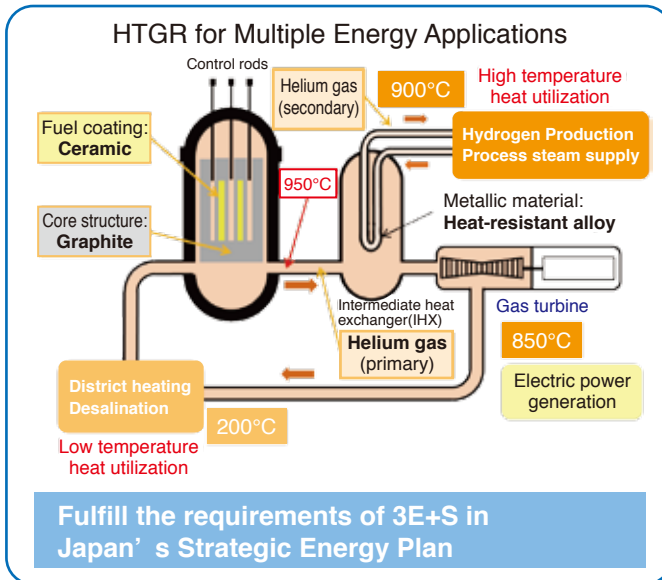 HTGR for Multiple Energy Applications
Control rods
Helium gas
(secondary)
900°C
High temperature
heat utilization
Fuel coating:
Ceramic
Hydrogen Production
Process steam supply
950°C
Core structure:
Graphite
Metallic material:
Heat-resistant alloy
Intermediate heat
exchanger(IHX)
Gas turbine
Helium gas
(primary)
850°C
Electric power
generation
District heating
Desalination
200°C
Low temperature
heat utilization
Fulfill the requirements of 3E+S in
Japan’ s Strategic Energy Plan